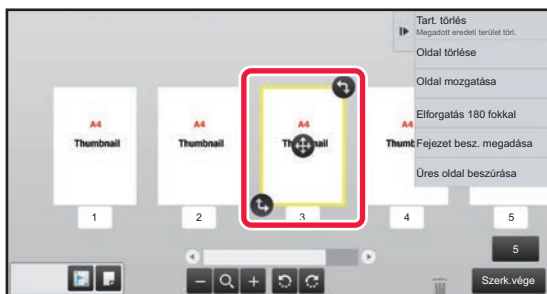 Tart. törlés
Megadott eredeti terület törl.
Oldal törlése
Oldal mozgatása
Elforgatás 180 fokkal
Fejezet besz. megadása
Üres oldal beszúrása
A4
Thumbnail
A4
Thumbnail
A4
Thumbnail
A4
Thumb
1
2
3
4
5
5
Szerk.vége